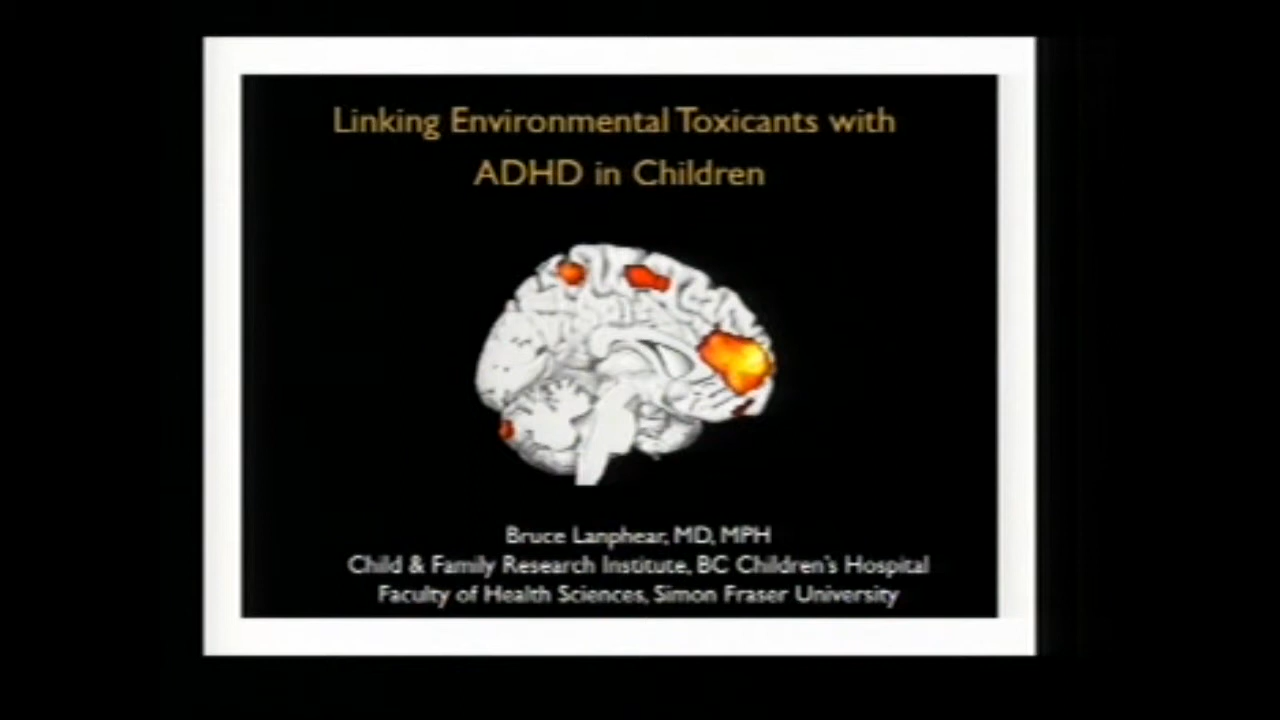 Linking Environmental Toxicants with
ADHD in Children
Bruce Lanphear, MD, MPH
Child & Family Research Institute, BC Children's Hospital
Faculty of Health Sciences, Simon Fraser University